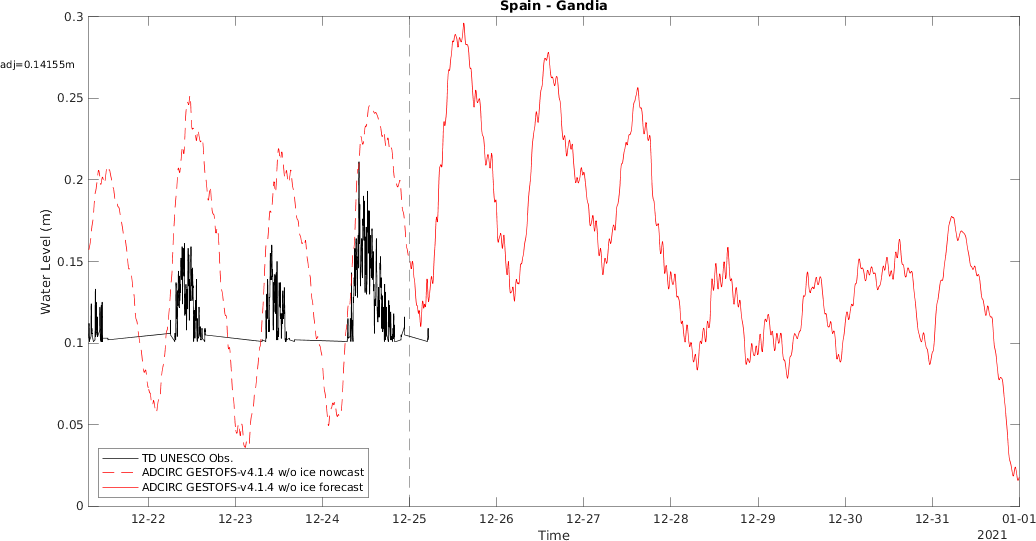 Spain - Gandia
adj=0.14155m
0.3
0.25
0.2
0.15
0.1
0.05
0
Water Level (m)
TD UNESCO Obs.
ADCIRC GESTOFS-v4.1.4 w/o ice nowcast
ADCIRC GESTOFS-v4.1.4 w/o ice forecast
12-22 12-23 12-24 12-25 12-26 12-27 12-28 12-29 12-30 12-31 01-01
Time
2021